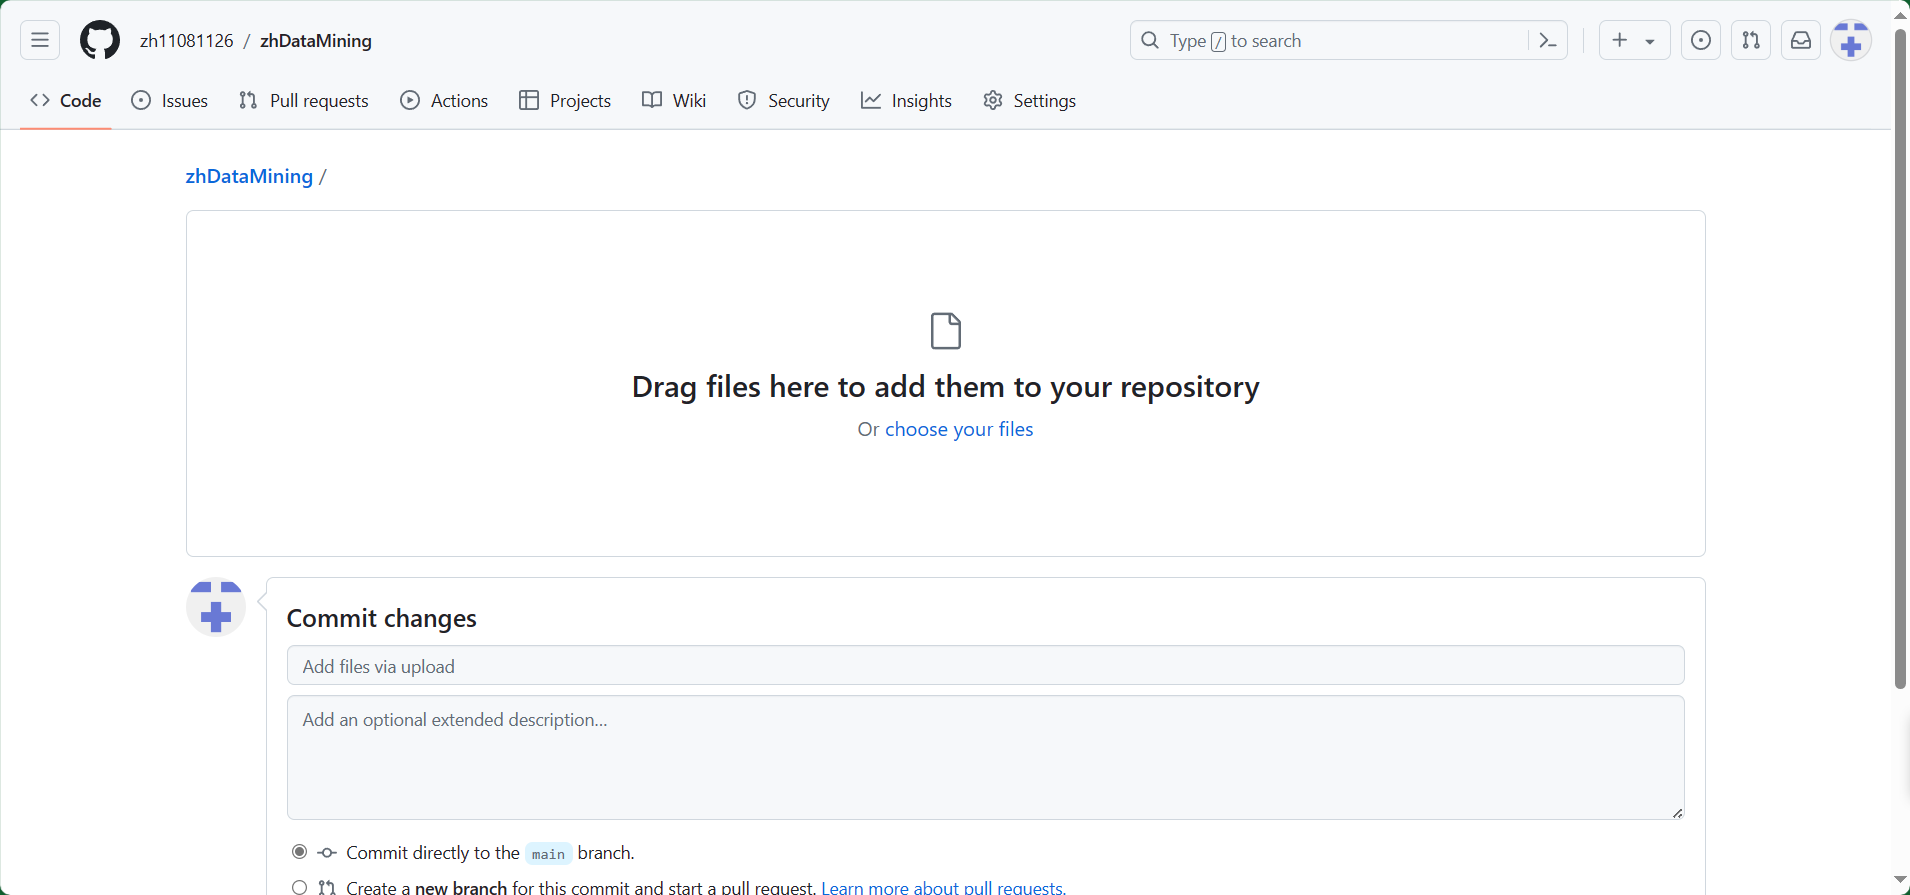 zh11081126 / zhDataMining
Type / to search
Code Issues Pull requests Actions Projects Wiki Security Insights Settings
zhDataMining /
Drag files here to add them to your repository
Or choose your files
Commit changes
Add files via upload
Add an optional extended description...
Commit directly to the main branch.
Create a new branch for this commit and start a pull request. Learn more about pull requests.